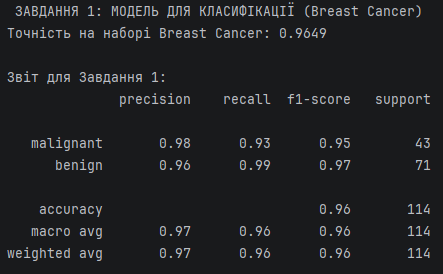 ЗАВДАННЯ 1: МОДЕЛЬ ДЛЯ КЛАСИФІКАЦІЇ (Breast Cancer)
Точність на наборі Breast Cancer: 0.9649
Звіт для Завдання 1:
precision recall f1-score support
malignant 0.98 0.93 0.95 43
benign 0.96 0.99 0.97 71
accuracy 0.96 114
macro avg 0.97 0.96 0.96 114
weighted avg 0.97 0.96 0.96 114